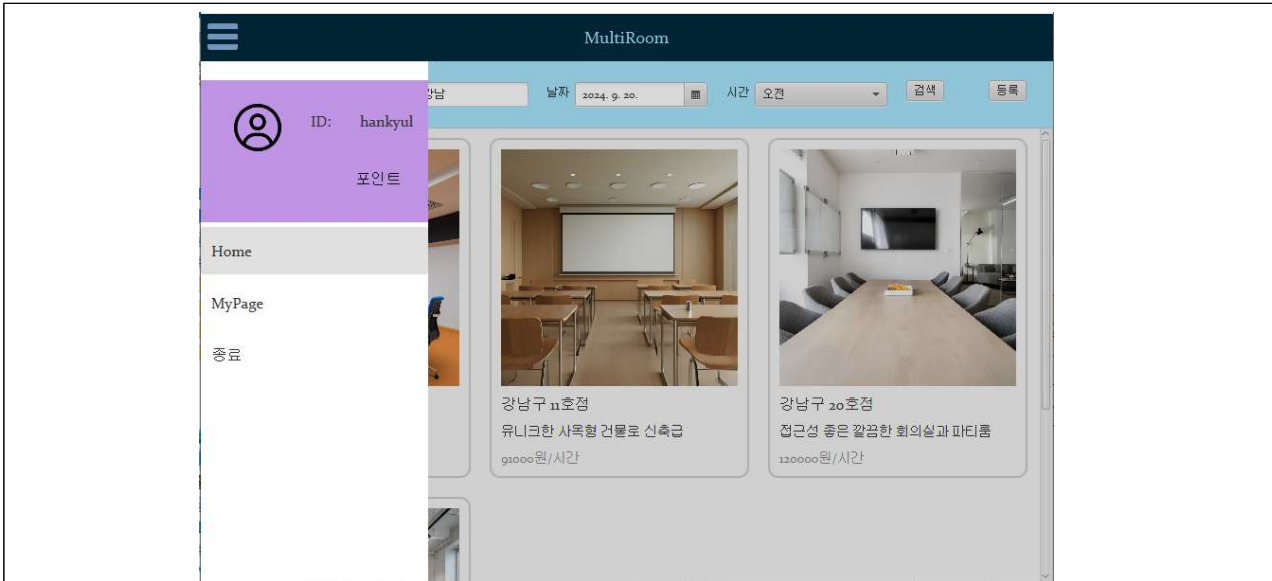 MultiRoom
강남
날짜 2024. 9. 20. 시간 오전 검색 등록
ID: hankyul
포인트
Home
MyPage
종료
강남구 11호점
유니크한 사옥형 건물로 신축급
91000원/시간
강남구 20호점
접근성 좋은 깔끔한 회의실과 파티룸
120000원/시간